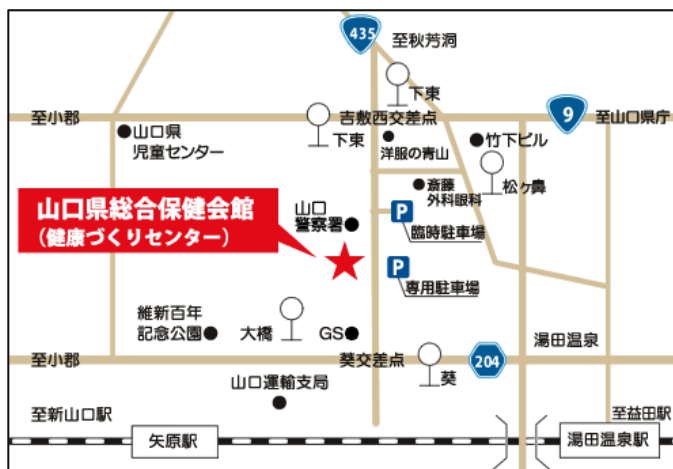 435
至秋芳洞
下東
至小郡
吉敷西交差点
9
至山口県庁
山口県
児童センター
下東
洋服の青山
竹下ビル
斎藤
外科眼科
松ヶ鼻
山口県総合保健会館
（健康づくりセンター）
山口
警察署
P
臨時駐車場
P
専用駐車場
維新百年
記念公園
大橋
GS
湯田温泉
至小郡
葵交差点
葵
204
山口運輸支局
至新山口駅
至益田駅
矢原駅
湯田温泉駅